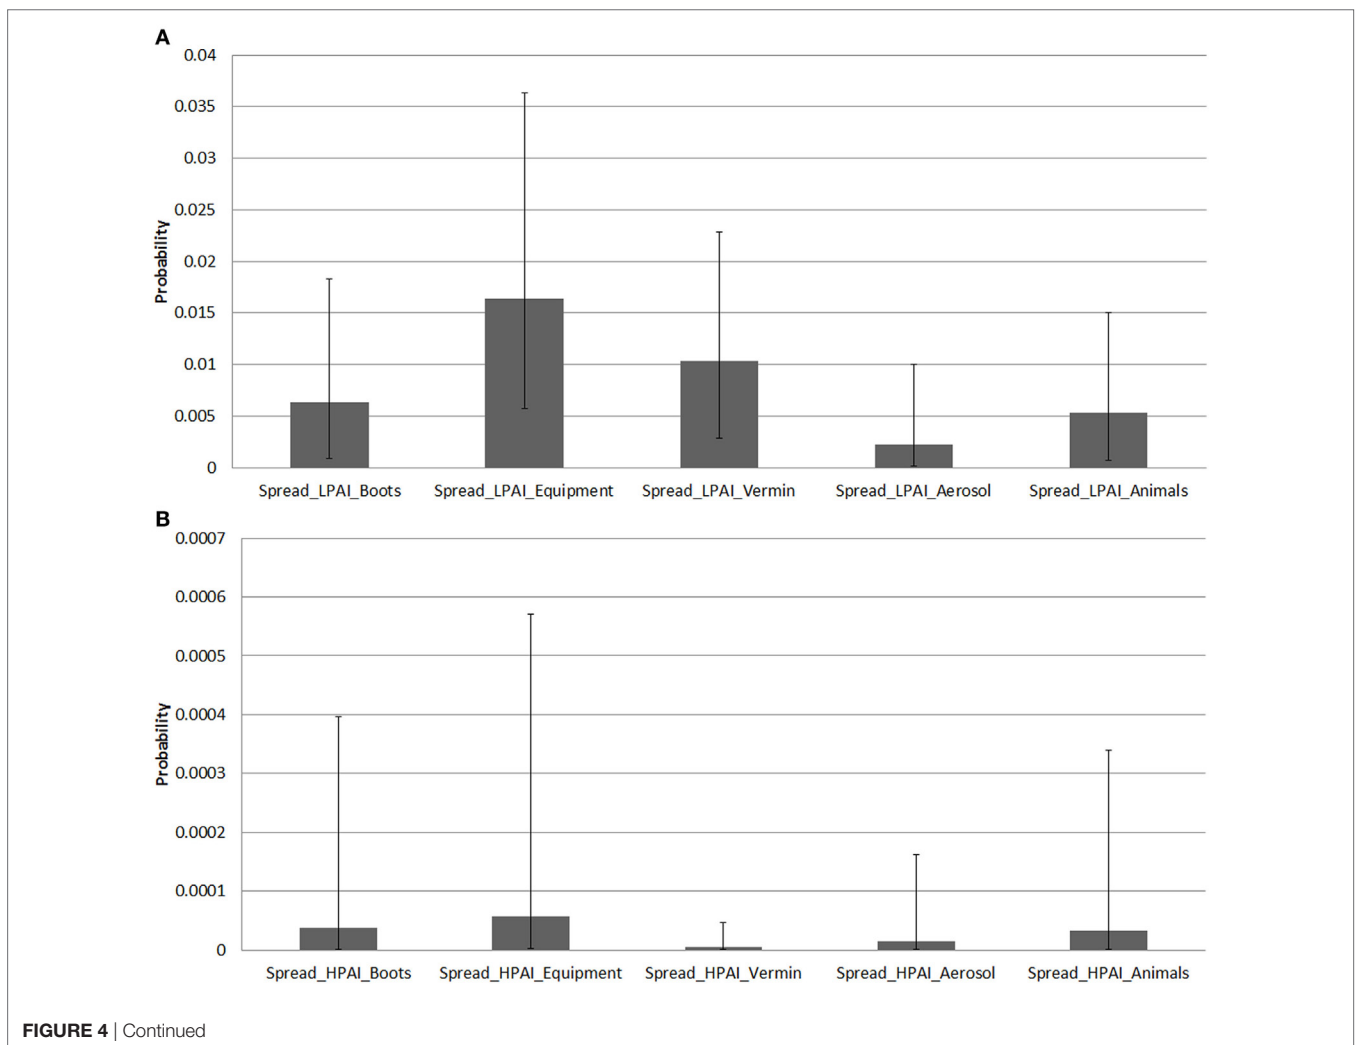 A
0.04
0.035
0.03
0.025
0.02
0.015
0.01
0.005
0
Probability
Spread_LPAI_Boots Spread_LPAI_Equipment Spread_LPAI_Vermin Spread_LPAI_Aerosol Spread_LPAI_Animals
B
0.0007
0.0006
0.0005
0.0004
0.0003
0.0002
0.0001
0
Probability
Spread_HPAI_Boots Spread_HPAI_Equipment Spread_HPAI_Vermin Spread_HPAI_Aerosol Spread_HPAI_Animals
FIGURE 4 | Continued